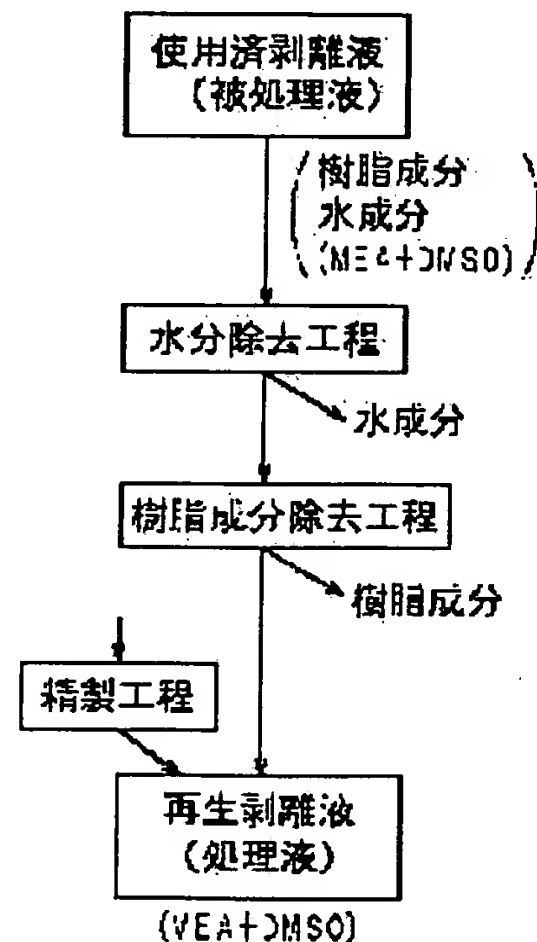 使用済剥離液
(被処理液)
樹脂成分
水成分
(MEA+DMSO)
水分除去工程
水成分
樹脂成分除去工程
樹脂成分
精製工程
再生剥離液
(処理液)
(MEA+DMSO)